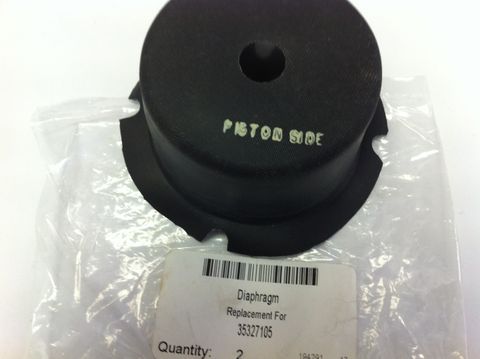 PISTON SIDE
Diaphragm
Replacement For
35327105
Quantity: 2